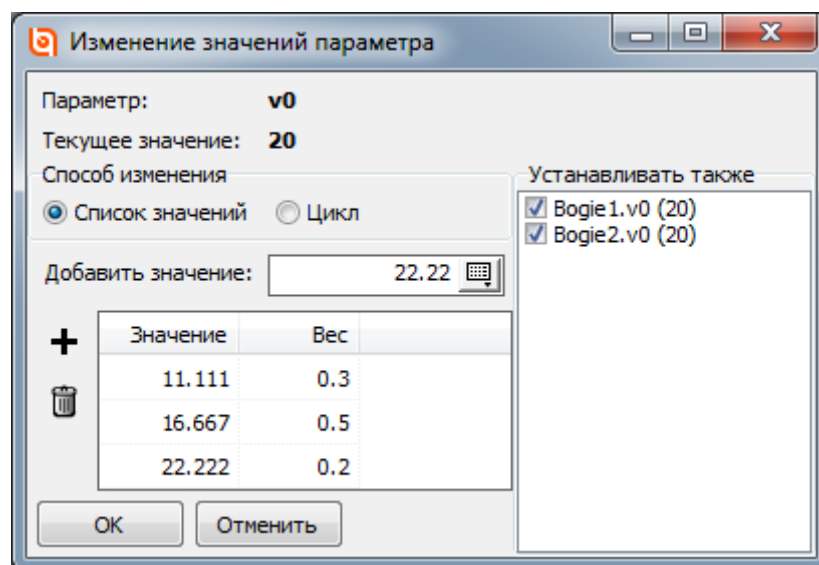 Изменение значений параметра
Параметр: v0
Текущее значение: 20
Способ изменения
Список значений Цикл
Добавить значение: 22.22
Значение Вес
11.111 0.3
16.667 0.5
22.222 0.2
OK Отменить
Устанавливать также
Bogie1.v0 (20)
Bogie2.v0 (20)